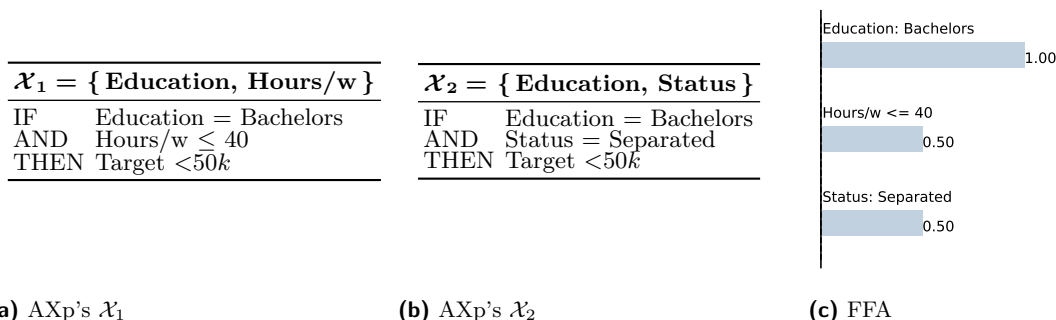 𝒳₁ = { Education, Hours/w }
IF Education = Bachelors
AND Hours/w ≤ 40
THEN Target <50k
𝒳₂ = { Education, Status }
IF Education = Bachelors
AND Status = Separated
THEN Target <50k
Education: Bachelors
1.00
Hours/w <= 40
0.50
Status: Separated
0.50
a) AXp's 𝒳₁
(b) AXp's 𝒳₂
(c) FFA